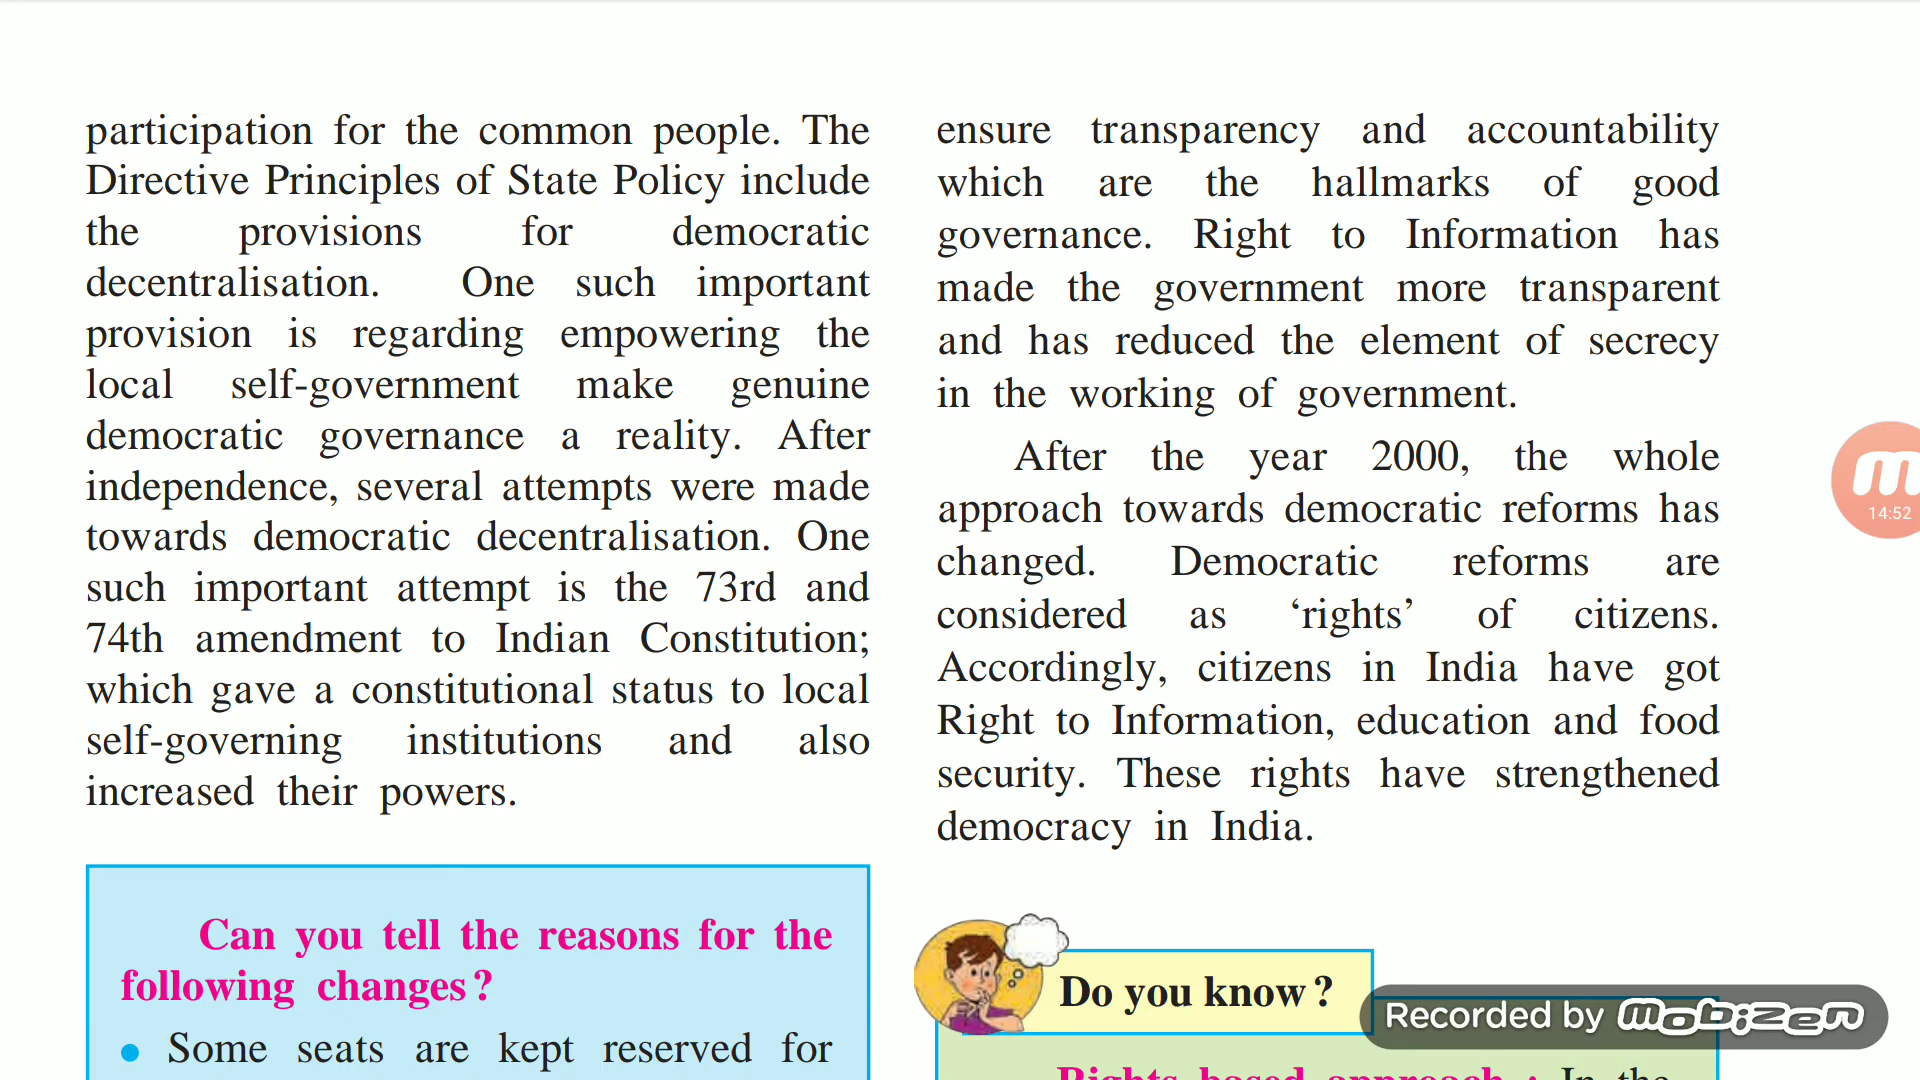 participation for the common people. The
Directive Principles of State Policy include
the provisions for democratic
decentralisation. One such important
provision is regarding empowering the
local self-government make genuine
democratic governance a reality. After
independence, several attempts were made
towards democratic decentralisation. One
such important attempt is the 73rd and
74th amendment to Indian Constitution;
which gave a constitutional status to local
self-governing institutions and also
increased their powers.
Can you tell the reasons for the
following changes?
• Some seats are kept reserved for
ensure transparency and accountability
which are the hallmarks of good
governance. Right to Information has
made the government more transparent
and has reduced the element of secrecy
in the working of government.
After the year 2000, the whole
approach towards democratic reforms has
changed. Democratic reforms are
considered as ‘rights’ of citizens.
Accordingly, citizens in India have got
Right to Information, education and food
security. These rights have strengthened
democracy in India.
Do you know?
Rights based approach : In the
m
14:52
Recorded by mobizen